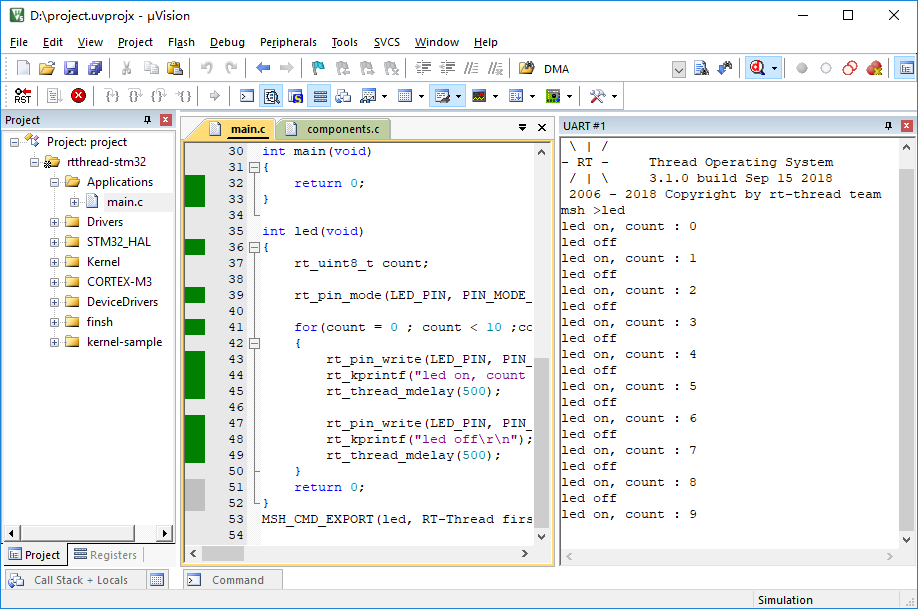 D:\project.uvprojx - µVision
File Edit View Project Flash Debug Peripherals Tools SVCS Window Help
DMA
RST
Project
Project: project
rtthread-stm32
Applications
main.c
Drivers
STM32_HAL
Kernel
CORTEX-M3
DeviceDrivers
finsh
kernel-sample
Project Registers
main.c components.c
30 int main(void)
31 {
32 return 0;
33 }
34
35 int led(void)
36 {
37 rt_uint8_t count;
38
39 rt_pin_mode(LED_PIN, PIN_MODE_
40
41 for(count = 0 ; count < 10 ;co
42 {
43 rt_pin_write(LED_PIN, PIN_
44 rt_kprintf("led on, count
45 rt_thread_mdelay(500);
46
47 rt_pin_write(LED_PIN, PIN_
48 rt_kprintf("led off\r\n");
49 rt_thread_mdelay(500);
50 }
51 return 0;
52 }
53 MSH_CMD_EXPORT(led, RT-Thread firs
54
UART #1
\ | /
- RT - Thread Operating System
/ | \ 3.1.0 build Sep 15 2018
2006 - 2018 Copyright by rt-thread team
msh >led
led on, count : 0
led off
led on, count : 1
led off
led on, count : 2
led off
led on, count : 3
led off
led on, count : 4
led off
led on, count : 5
led off
led on, count : 6
led off
led on, count : 7
led off
led on, count : 8
led off
led on, count : 9
Call Stack + Locals Command
Simulation